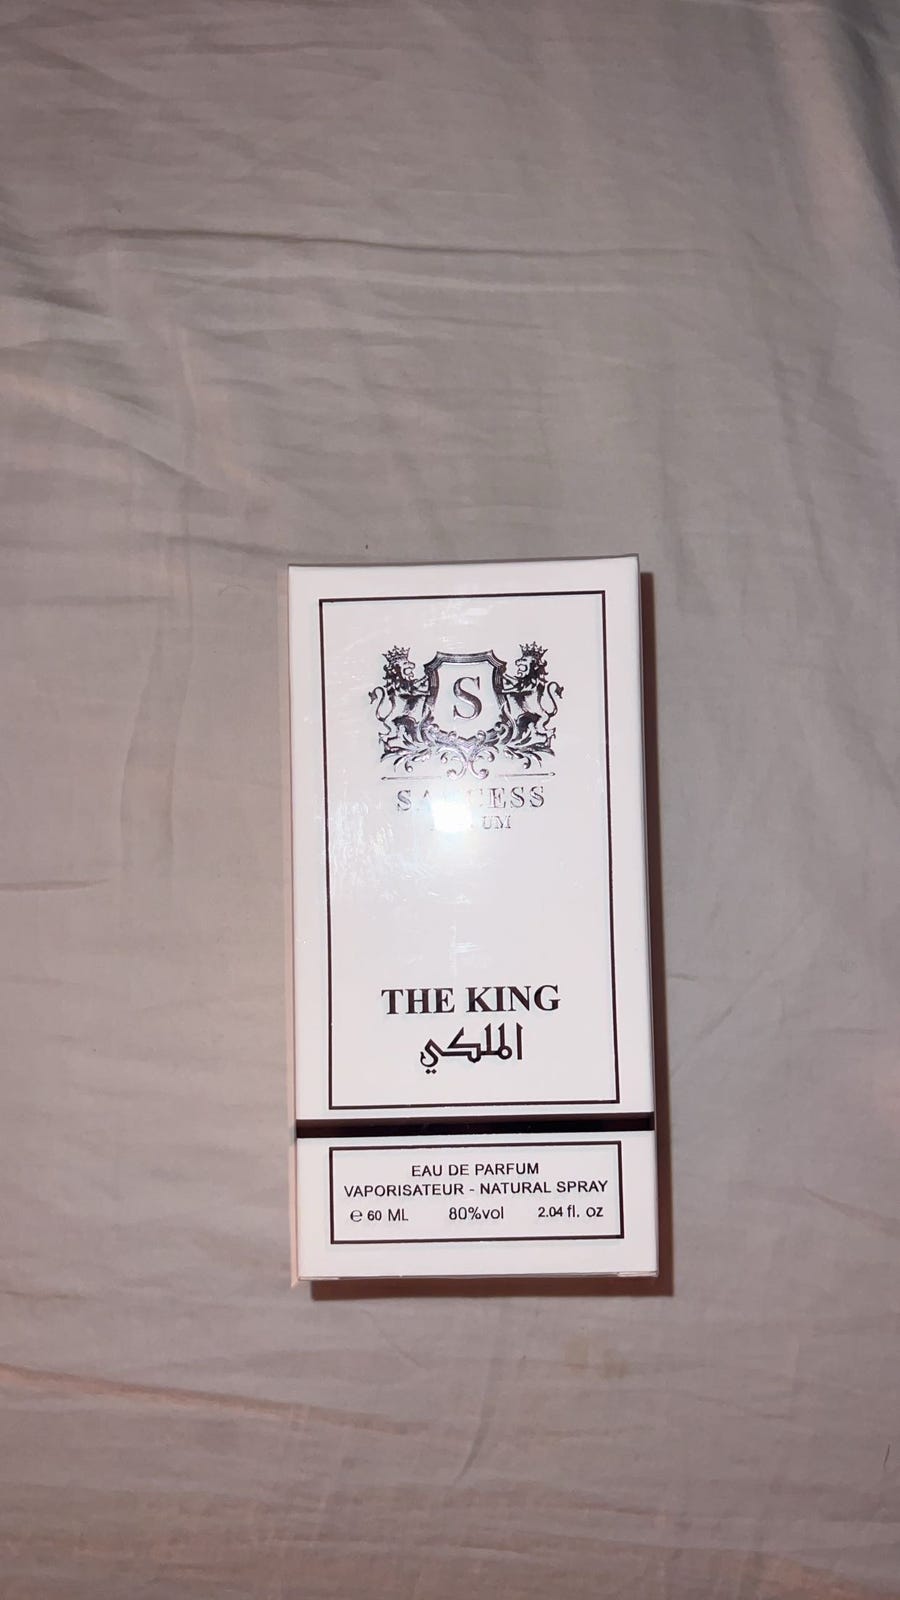 S
THE KING
الملكي
EAU DE PARFUM
VAPORISATEUR - NATURAL SPRAY
℮ 60 ML 80%vol 2.04 fl. oz